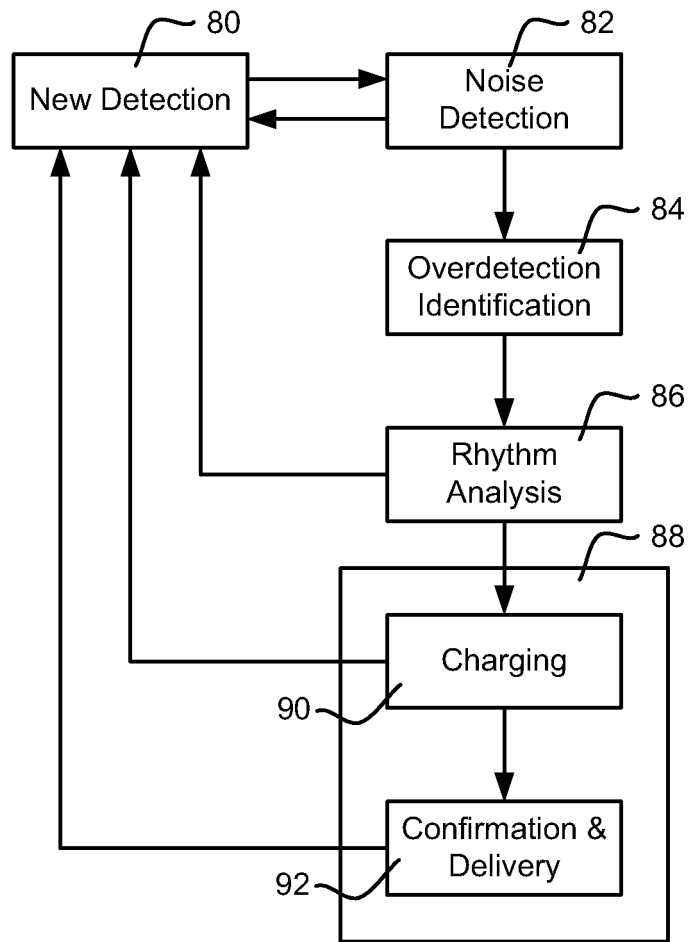 80
82
New Detection
Noise
Detection
84
Overdetection
Identification
86
Rhythm
Analysis
88
Charging
90
Confirmation &
Delivery
92